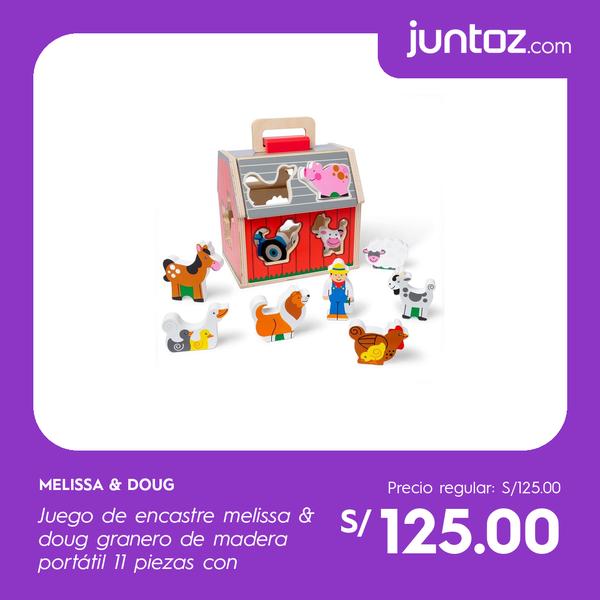 juntoz.com
MELISSA & DOUG
Juego de encastre melissa &
doug granero de madera
portátil 11 piezas con
Precio regular: S/125.00
S/125.00